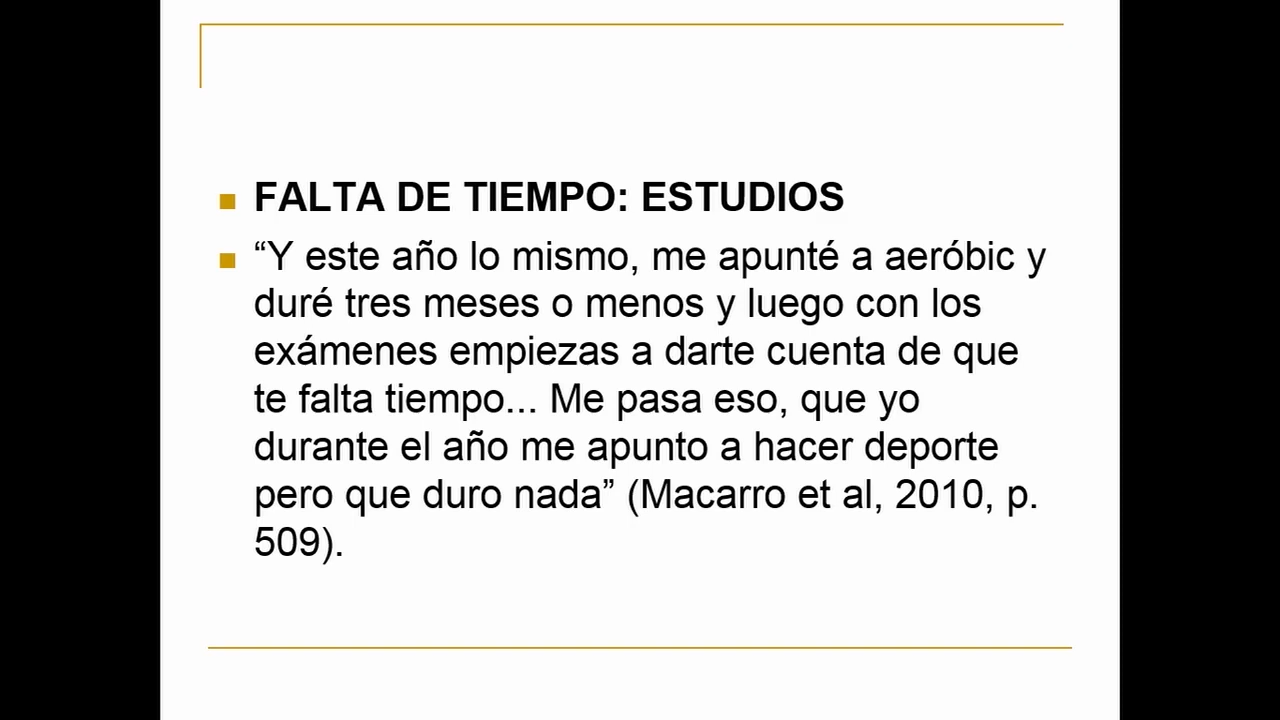 FALTA DE TIEMPO: ESTUDIOS
“Y este año lo mismo, me apunté a aeróbic y
duré tres meses o menos y luego con los
exámenes empiezas a darte cuenta de que
te falta tiempo... Me pasa eso, que yo
durante el año me apunto a hacer deporte
pero que duro nada” (Macarro et al, 2010, p.
509).